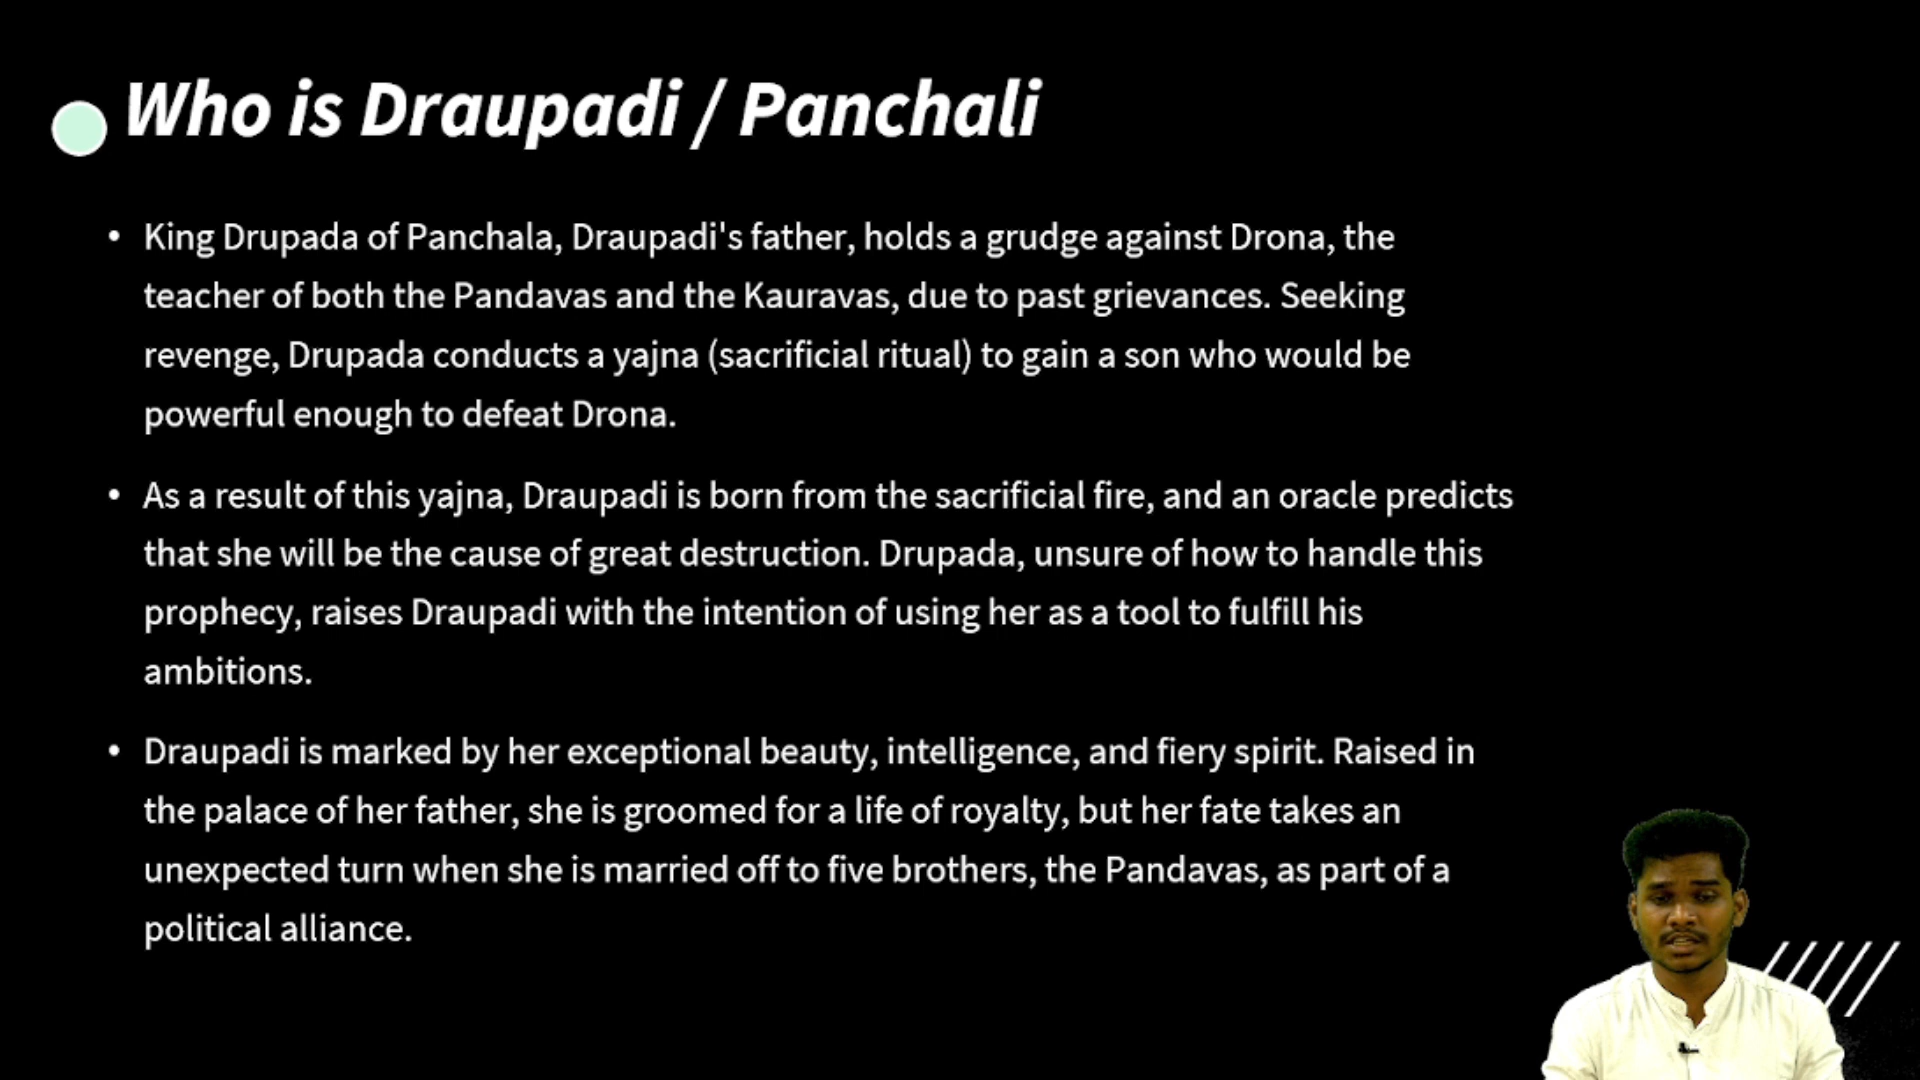 Who is Draupadi / Panchali
• King Drupada of Panchala, Draupadi's father, holds a grudge against Drona, the
teacher of both the Pandavas and the Kauravas, due to past grievances. Seeking
revenge, Drupada conducts a yajna (sacrificial ritual) to gain a son who would be
powerful enough to defeat Drona.
• As a result of this yajna, Draupadi is born from the sacrificial fire, and an oracle predicts
that she will be the cause of great destruction. Drupada, unsure of how to handle this
prophecy, raises Draupadi with the intention of using her as a tool to fulfill his
ambitions.
• Draupadi is marked by her exceptional beauty, intelligence, and fiery spirit. Raised in
the palace of her father, she is groomed for a life of royalty, but her fate takes an
unexpected turn when she is married off to five brothers, the Pandavas, as part of a
political alliance.